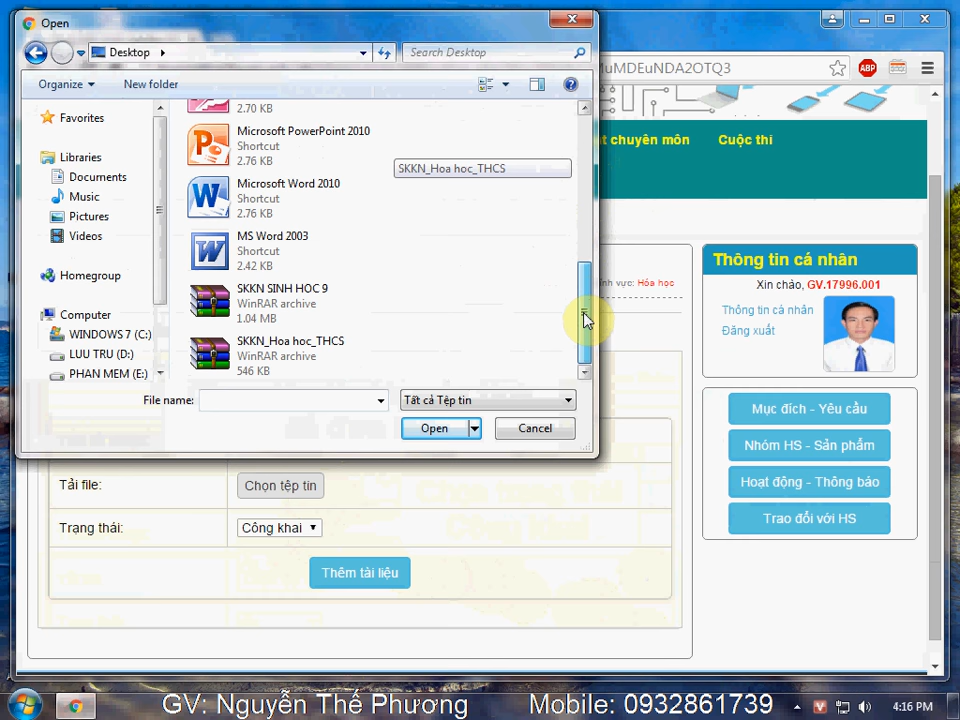 Open
Desktop
Search Desktop
uMDEuNDA2OTQ3
ABP
Organize
New folder
2.70 KB
Favorites
Libraries
Documents
Music
Pictures
Videos
Homegroup
Computer
WINDOWS 7 (C:)
LUU TRU (D:)
PHAN MEM (E:)
Microsoft PowerPoint 2010
Shortcut
2.76 KB
Microsoft Word 2010
Shortcut
2.76 KB
MS Word 2003
Shortcut
2.42 KB
SKKN SINH HOC 9
WinRAR archive
1.04 MB
SKKN_Hoa hoc_THCS
WinRAR archive
546 KB
SKKN_Hoa hoc_THCS
File name:
Tất cả Tệp tin
Open
Cancel
t chuyên môn
Cuộc thi
nh vực: Hóa học
Thông tin cá nhân
Xin chào, GV.17996.001
Thông tin cá nhân
Đăng xuất
Mục đích - Yêu cầu
Nhóm HS - Sản phẩm
Hoạt động - Thông báo
Trao đổi với HS
Tải file:
Chọn tệp tin
Trạng thái:
Công khai
Thêm tài liệu
GV: Nguyễn Thế Phương
Mobile: 0932861739
4:16 PM